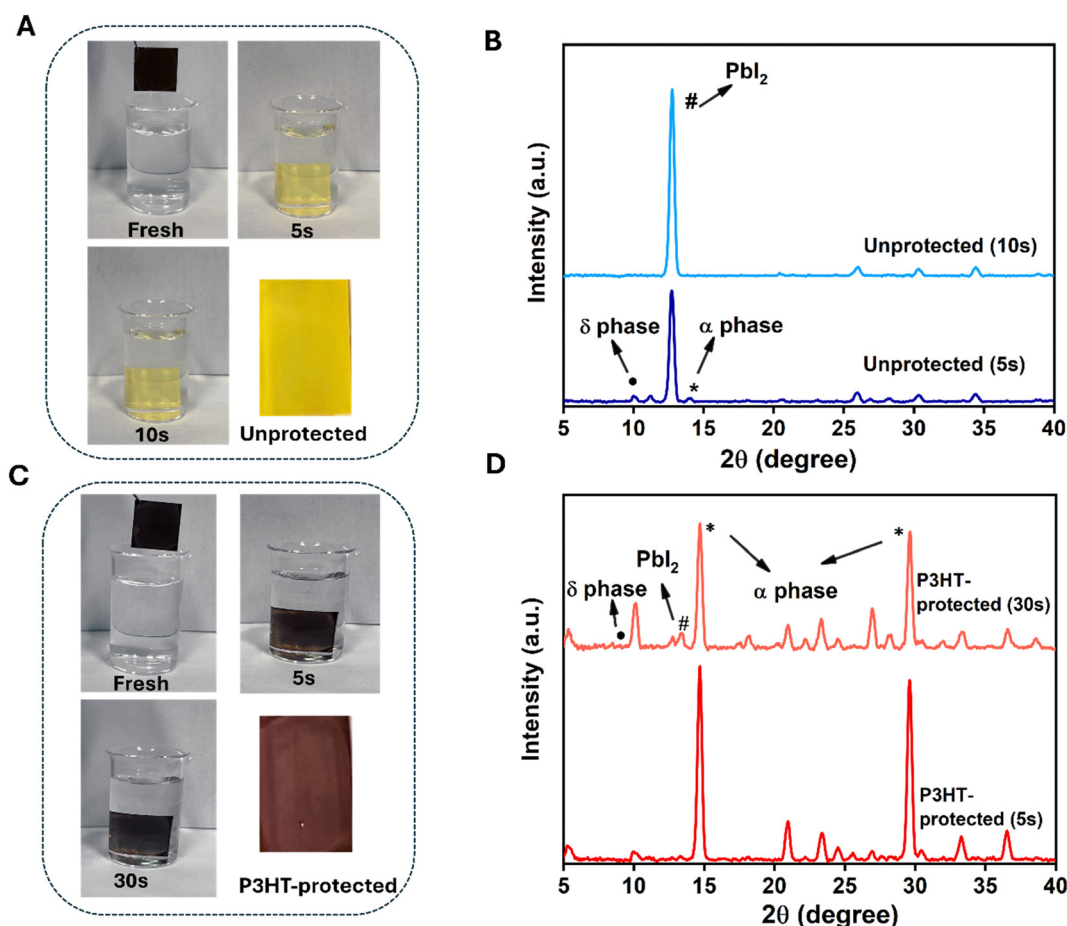 A
Fresh
5s
10s
Unprotected
B
Intensity (a.u.)
PbI₂
#
Unprotected (10s)
δ phase
α phase
•
*
Unprotected (5s)
5 10 15 20 25 30 35 40
2θ (degree)
C
Fresh
5s
30s
P3HT-protected
D
Intensity (a.u.)
*
*
PbI₂
δ phase
α phase
•
#
P3HT-
protected (30s)
P3HT-
protected (5s)
5 10 15 20 25 30 35 40
2θ (degree)